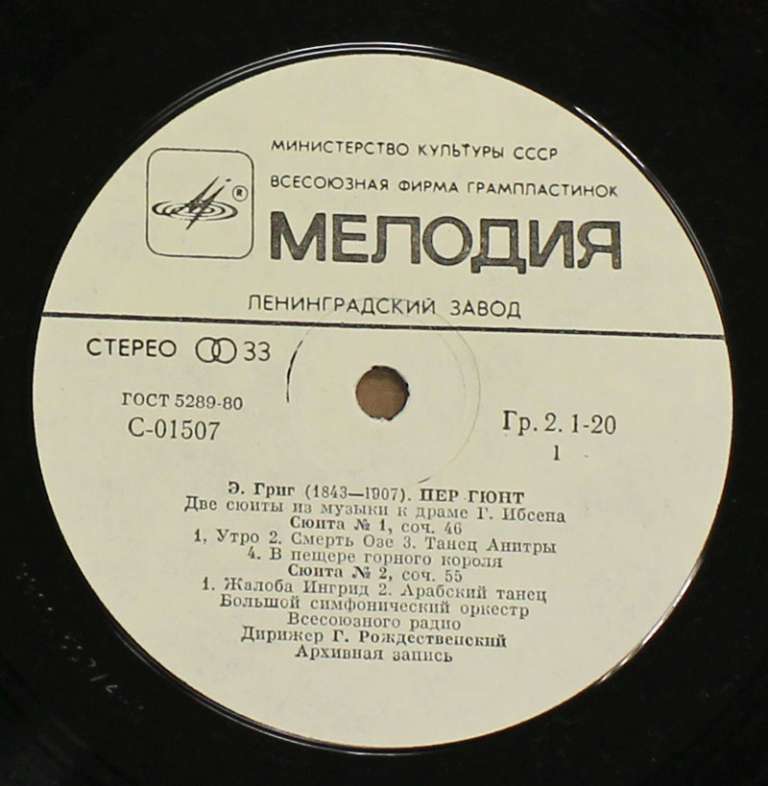 МИНИСТЕРСТВО КУЛЬТУРЫ СССР
ВСЕСОЮЗНАЯ ФИРМА ГРАМПЛАСТИНОК
®
МЕЛОДИЯ
ЛЕНИНГРАДСКИЙ ЗАВОД
СТЕРЕО 33
ГОСТ 5289-80
С-01507
Гр. 2. 1-20
1
Э. Григ (1843—1907). ПЕР ГЮНТ
Две сюиты из музыки к драме Г. Ибсена
Сюита № 1, соч. 46
1. Утро 2. Смерть Озе 3. Танец Анитры
4. В пещере горного короля
Сюита № 2, соч. 55
1. Жалоба Ингрид 2. Арабский танец
Большой симфонический оркестр
Всесоюзного радио
Дирижер Г. Рождественский
Архивная запись